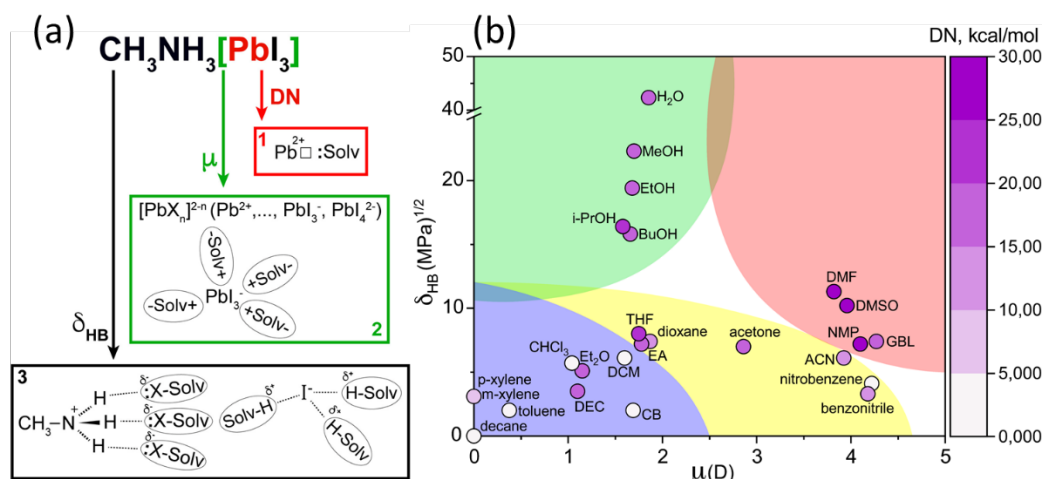 (a)
CH₃NH₃[PbI₃]
DN
1
Pb²⁺□ :Solv
μ
[PbXₙ]²⁻ⁿ (Pb²⁺,..., PbI₃⁻, PbI₄²⁻)
-Solv+
+Solv-
-Solv+
PbI₃⁻
+Solv-
2
δHB
3
CH₃-N⁺
H
H
H
δ⁻
:X-Solv
δ⁻
:X-Solv
δ⁻
:X-Solv
Solv-H
δ⁺
I⁻
δ⁺
H-Solv
δ⁺
H-Solv
(b)
DN, kcal/mol
δHB (MPa)¹/²
50
40
20
10
0
H₂O
MeOH
EtOH
i-PrOH
BuOH
DMF
DMSO
THF
dioxane
acetone
NMP
GBL
CHCl₃
Et₂O
EA
ACN
DCM
nitrobenzene
p-xylene
m-xylene
DEC
benzonitrile
toluene
CB
decane
0
1
2
3
4
5
μ(D)
30,00
25,00
20,00
15,00
10,00
5,000
0,000